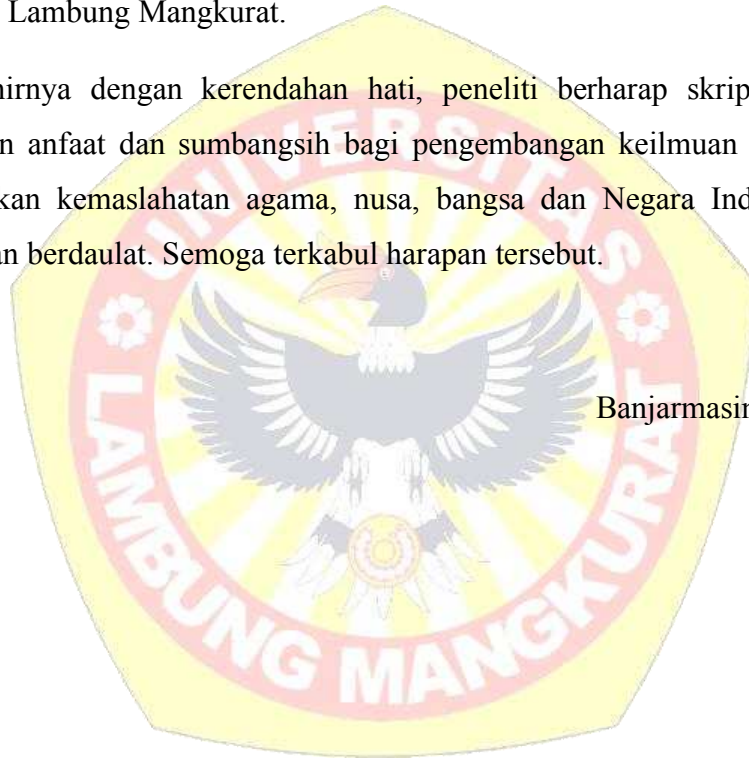 Lambung Mangkurat.
hirnya dengan kerendahan hati, peneliti berharap skrip
n anfaat dan sumbangsih bagi pengembangan keilmuan
kan kemaslahatan agama, nusa, bangsa dan Negara Ind
an berdaulat. Semoga terkabul harapan tersebut.
UNIVERSITAS
Banjarmasin
LAMBUNG MANGKURAT